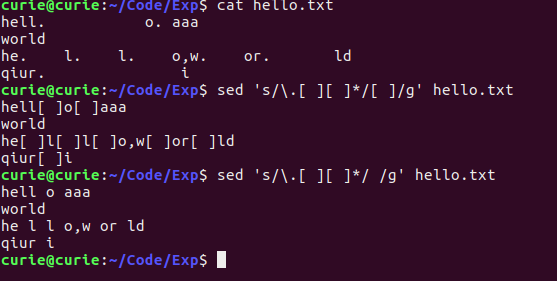 curie@curie:~/Code/Exp$ cat hello.txt
hell.            o. aaa
world
he.   l.   l.   o,w.   or.      ld
qiur.                i
curie@curie:~/Code/Exp$ sed 's/\.[ ][ ]*/[ ]/g' hello.txt
hell[ ]o[ ]aaa
world
he[ ]l[ ]l[ ]o,w[ ]or[ ]ld
qiur[ ]i
curie@curie:~/Code/Exp$ sed 's/\.[ ][ ]*/ /g' hello.txt
hell o aaa
world
he l l o,w or ld
qiur i
curie@curie:~/Code/Exp$